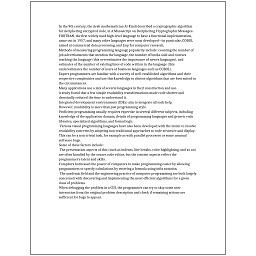 In the 9th century, the Arab mathematician Al-Kindi described a cryptographic algorithm
for deciphering encrypted code, in A Manuscript on Deciphering Cryptographic Messages.
FORTRAN, the first widely used high-level language to have a functional implementation,
came out in 1957, and many other languages were soon developed—in particular, COBOL
aimed at commercial data processing, and Lisp for computer research.
Methods of measuring programming language popularity include: counting the number of
job advertisements that mention the language, the number of books sold and courses
teaching the language (this overestimates the importance of newer languages), and
estimates of the number of existing lines of code written in the language (this
underestimates the number of users of business languages such as COBOL).
Expert programmers are familiar with a variety of well-established algorithms and their
respective complexities and use this knowledge to choose algorithms that are best suited
to the circumstances.
Many applications use a mix of several languages in their construction and use.
A study found that a few simple readability transformations made code shorter and
drastically reduced the time to understand it.
Integrated development environments (IDEs) aim to integrate all such help.
However, readability is more than just programming style.
Proficient programming usually requires expertise in several different subjects, including
knowledge of the application domain, details of programming languages and generic code
libraries, specialized algorithms, and formal logic.
Various visual programming languages have also been developed with the intent to resolve
readability concerns by adopting non-traditional approaches to code structure and display.
This can be a non-trivial task, for example as with parallel processes or some unusual
software bugs.
Some of these factors include:
The presentation aspects of this (such as indents, line breaks, color highlighting, and so on)
are often handled by the source code editor, but the content aspects reflect the
programmer's talent and skills.
Compilers harnessed the power of computers to make programming easier by allowing
programmers to specify calculations by entering a formula using infix notation.
The academic field and the engineering practice of computer programming are both largely
concerned with discovering and implementing the most efficient algorithms for a given
class of problems.
When debugging the problem in a GUI, the programmer can try to skip some user
interaction from the original problem description and check if remaining actions are
sufficient for bugs to appear.